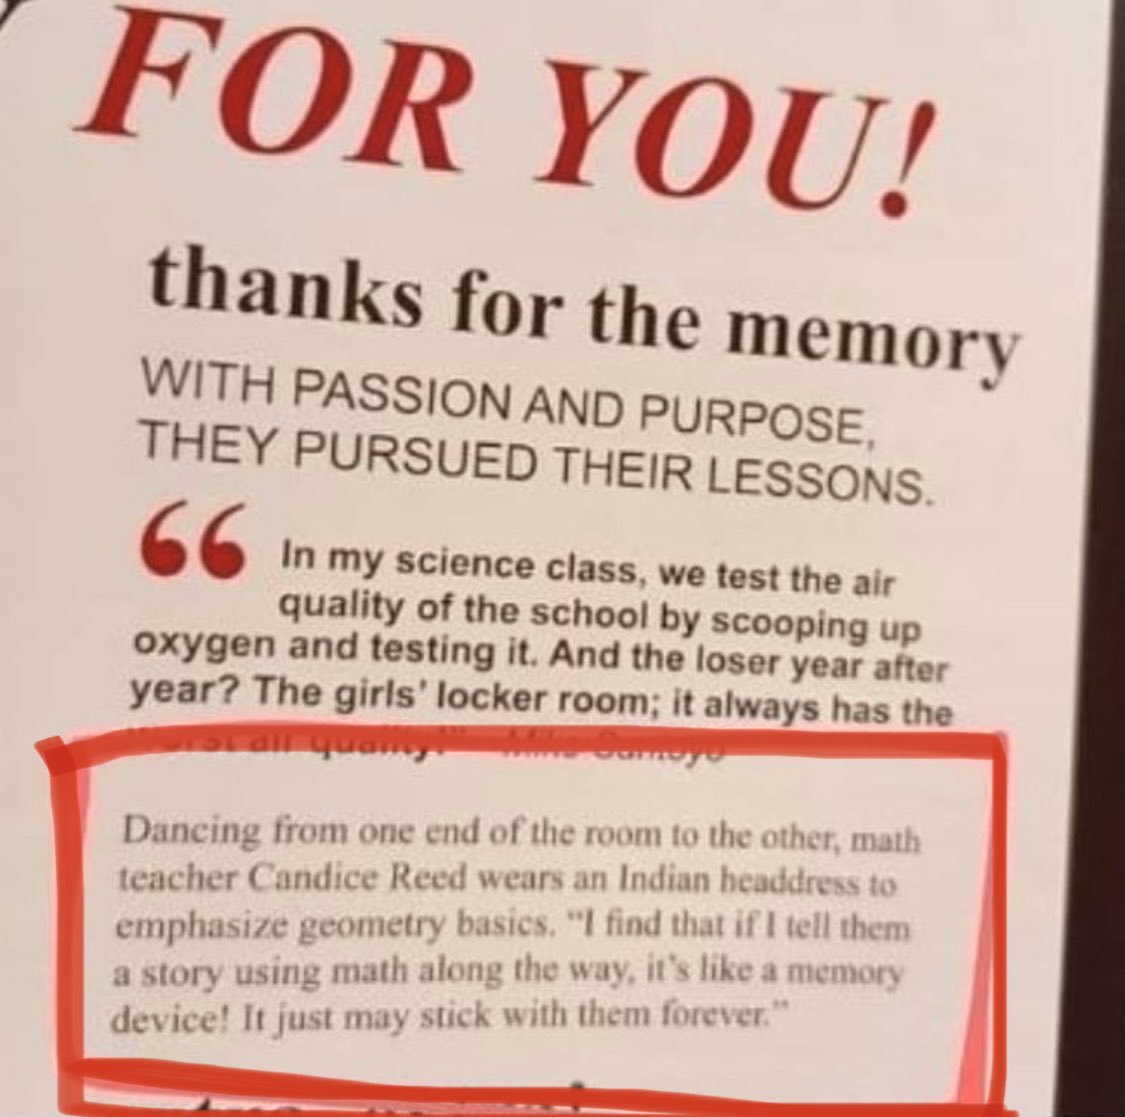 FOR YOU!
thanks for the memory
WITH PASSION AND PURPOSE,
THEY PURSUED THEIR LESSONS.
“ In my science class, we test the air
quality of the school by scooping up
oxygen and testing it. And the loser year after
year? The girls' locker room; it always has the
worst air quality!"
Dancing from one end of the room to the other, math
teacher Candice Reed wears an Indian headdress to
emphasize geometry basics. "I find that if I tell them
a story using math along the way, it's like a memory
device! It just may stick with them forever."